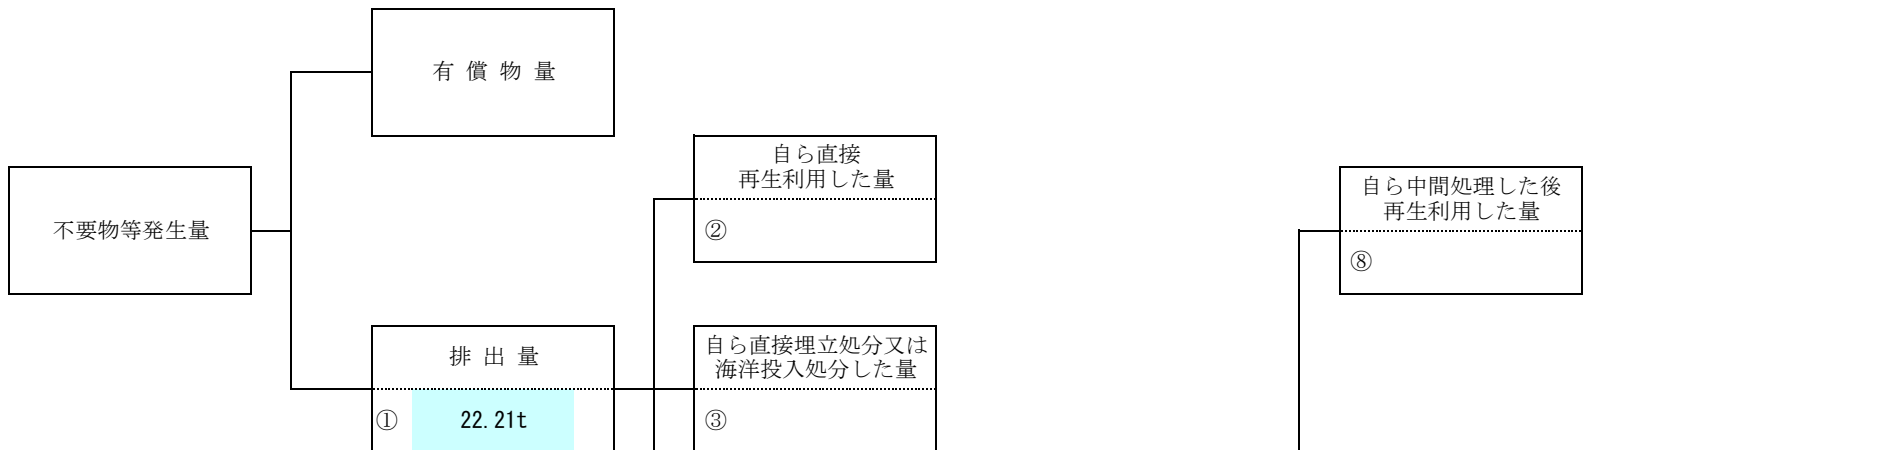 有 償 物 量
自ら直接
再生利用した量
②
自ら中間処理した後
再生利用した量
⑧
不要物等発生量
排 出 量
① 22.21t
自ら直接埋立処分又は
海洋投入処分した量
③